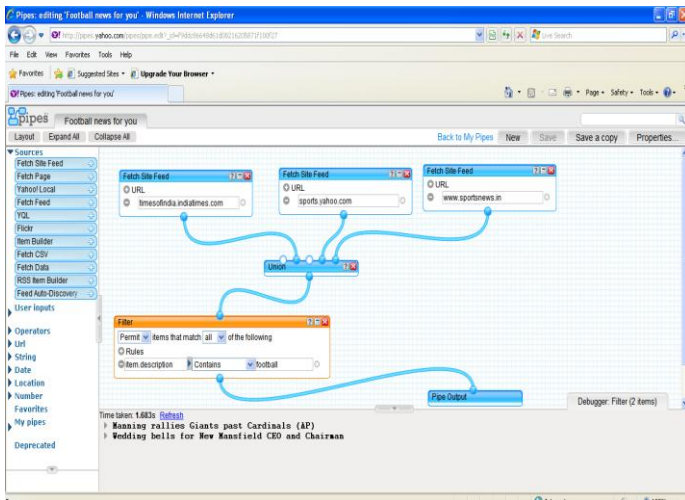 Pipes: editing 'Football news for you' - Windows Internet Explorer
File Edit View Favorites Tools Help
Favorites Suggested Sites Upgrade Your Browser
Pipes: editing 'Football news for you' Page Safety Tools
pipes Football news for you
Layout Expand All Collapse All Back to My Pipes New Save Save a copy Properties...
Sources
Fetch Site Feed
Fetch Page
Yahoo! Local
Fetch Feed
YQL
Flickr
Item Builder
Fetch CSV
Fetch Data
RSS Item Builder
Feed Auto-Discovery
User inputs
Operators
Url
String
Date
Location
Number
Favorites
My pipes
Deprecated
Fetch Site Feed
URL
timesofindia.indiatimes.com
Fetch Site Feed
URL
sports.yahoo.com
Fetch Site Feed
URL
www.sportsnews.in
Union
Filter
Permit items that match all of the following
Rules
item.description Contains football
Pipe Output
Debugger: Filter (2 items)
Time taken: 1.683s Refresh
Manning rallies Giants past Cardinals (AP)
Wedding bells for New Mansfield CEO and Chairman